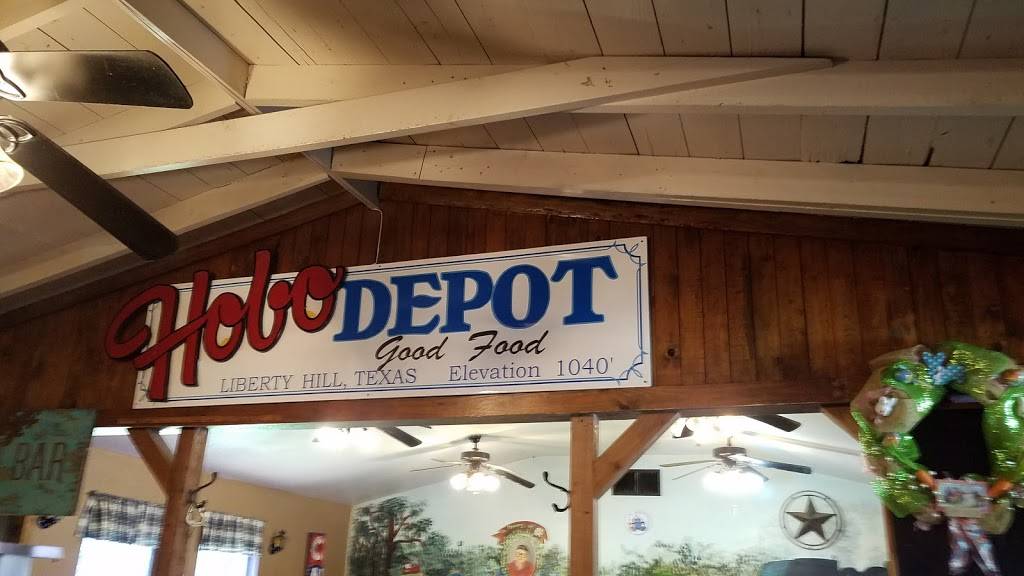 Hobo DEPOT
Good Food
LIBERTY HILL, TEXAS Elevation 1040'
BAR